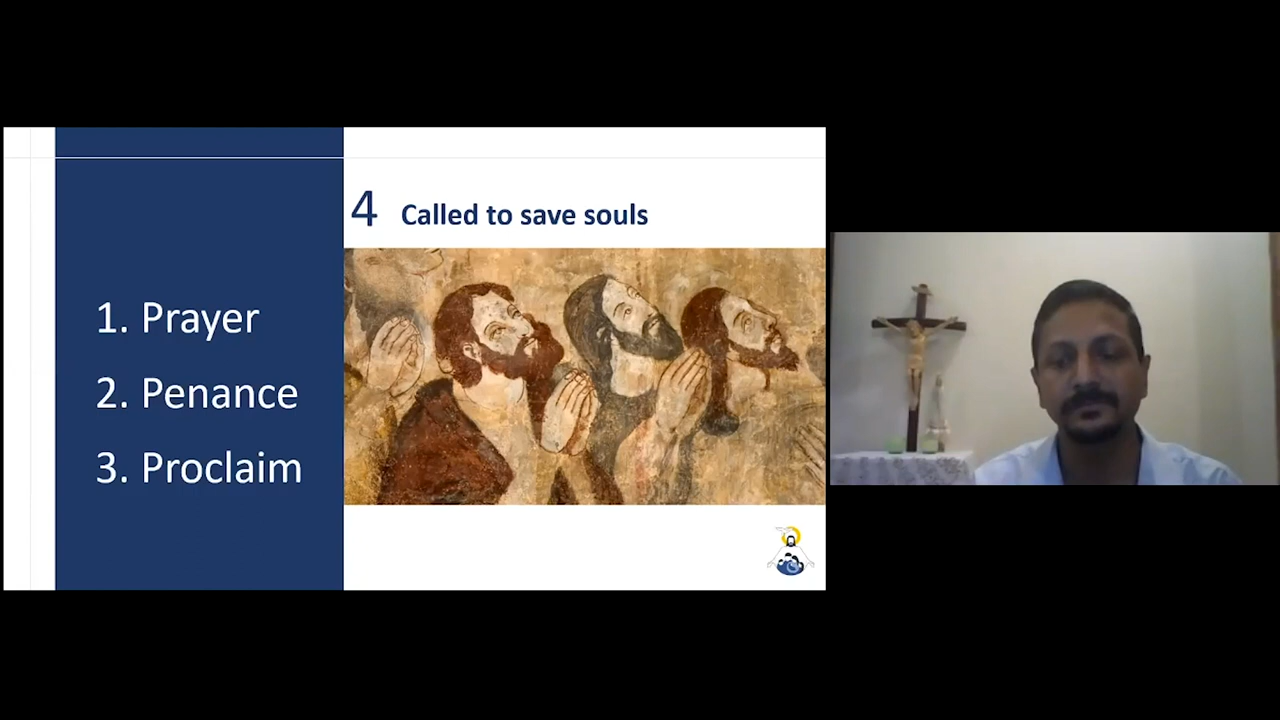 4 Called to save souls
1. Prayer
2. Penance
3. Proclaim